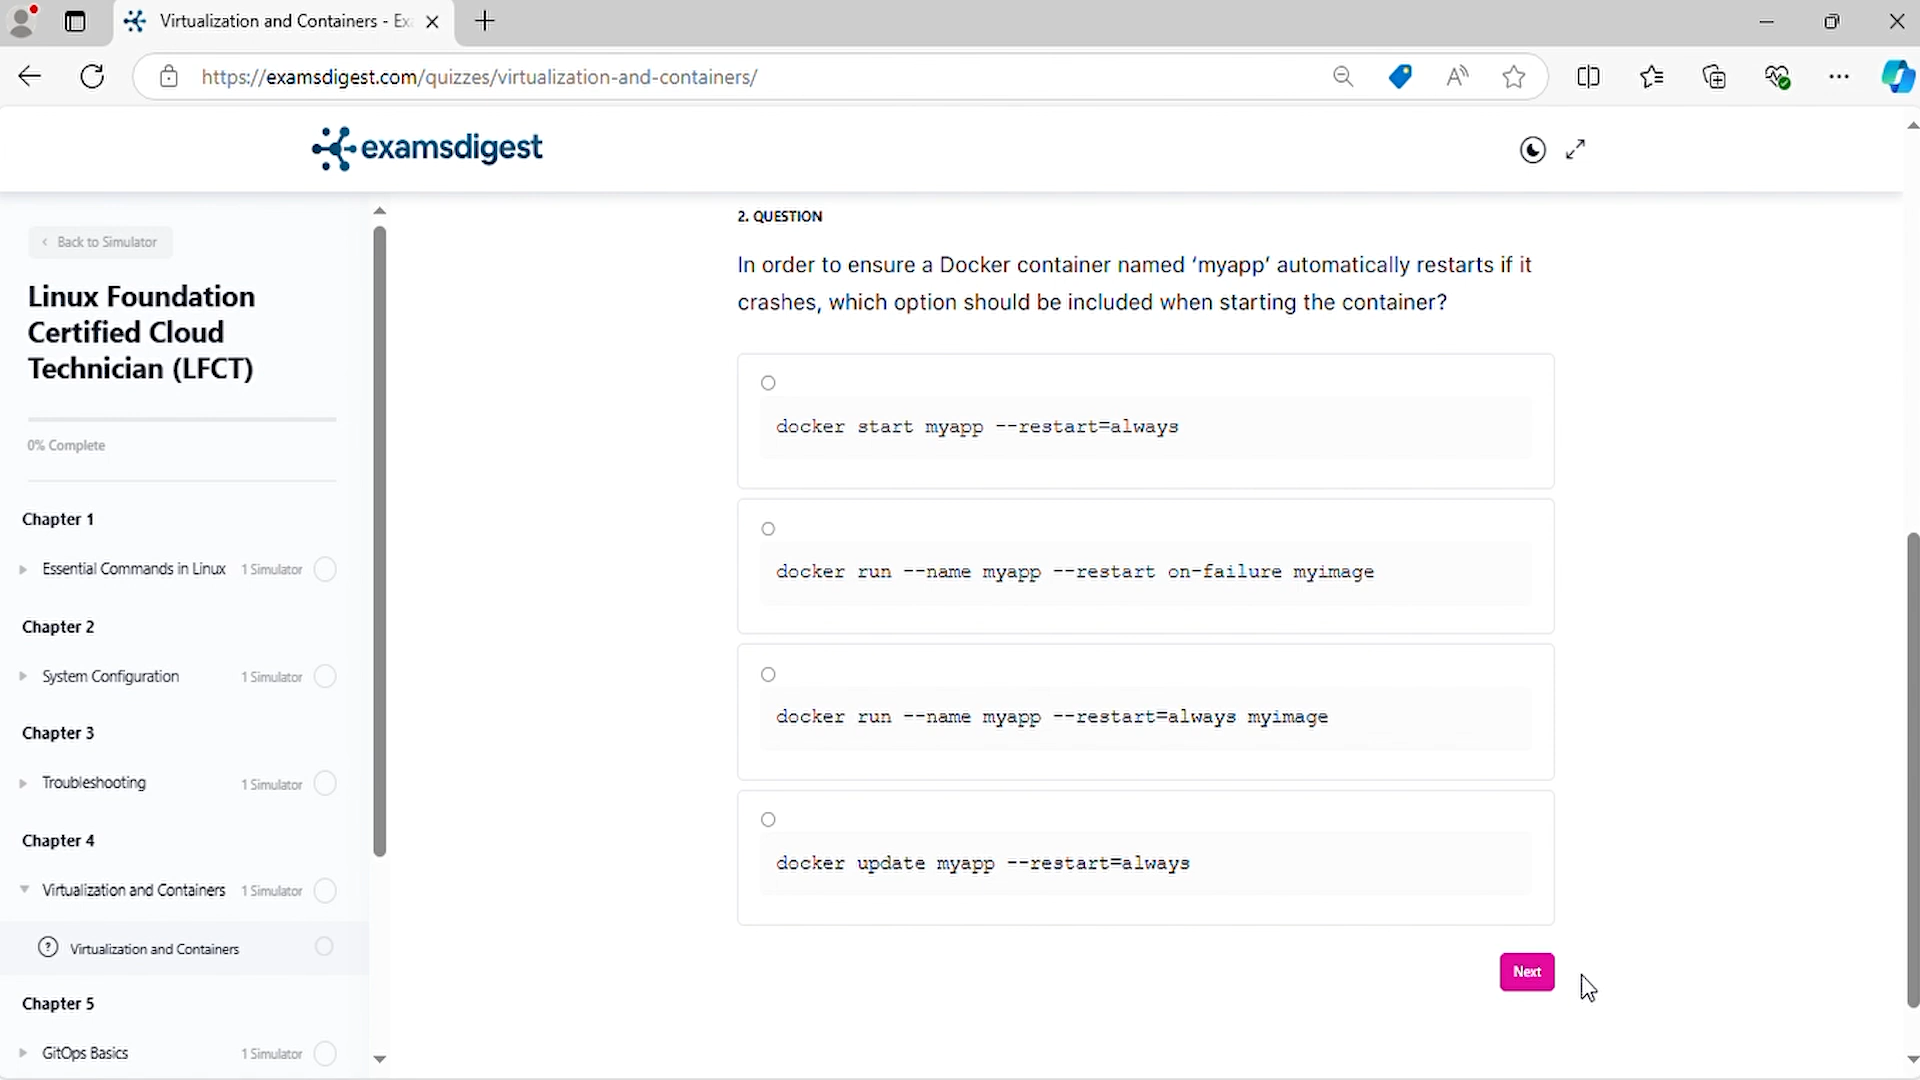 Virtualization and Containers - Ex
https://examsdigest.com/quizzes/virtualization-and-containers/
examsdigest
Back to Simulator
Linux Foundation
Certified Cloud
Technician (LFCT)
0% Complete
Chapter 1
Essential Commands in Linux 1 Simulator
Chapter 2
System Configuration 1 Simulator
Chapter 3
Troubleshooting 1 Simulator
Chapter 4
Virtualization and Containers 1 Simulator
Virtualization and Containers
Chapter 5
GitOps Basics 1 Simulator
2. QUESTION
In order to ensure a Docker container named ‘myapp’ automatically restarts if it
crashes, which option should be included when starting the container?
docker start myapp --restart=always
docker run --name myapp --restart on-failure myimage
docker run --name myapp --restart=always myimage
docker update myapp --restart=always
Next